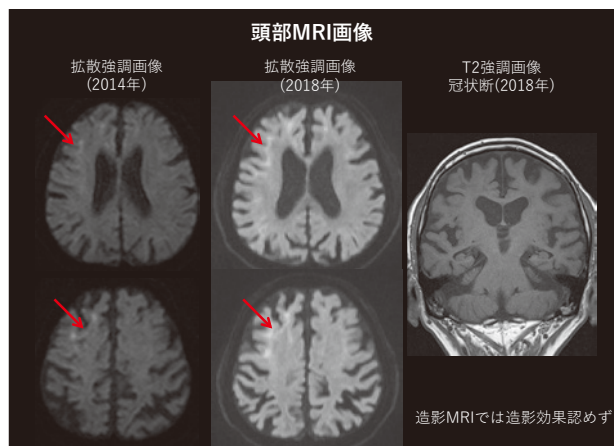 頭部MRI画像
拡散強調画像
(2014年)
拡散強調画像
(2018年)
T2強調画像
冠状断(2018年)
造影MRIでは造影効果認めず